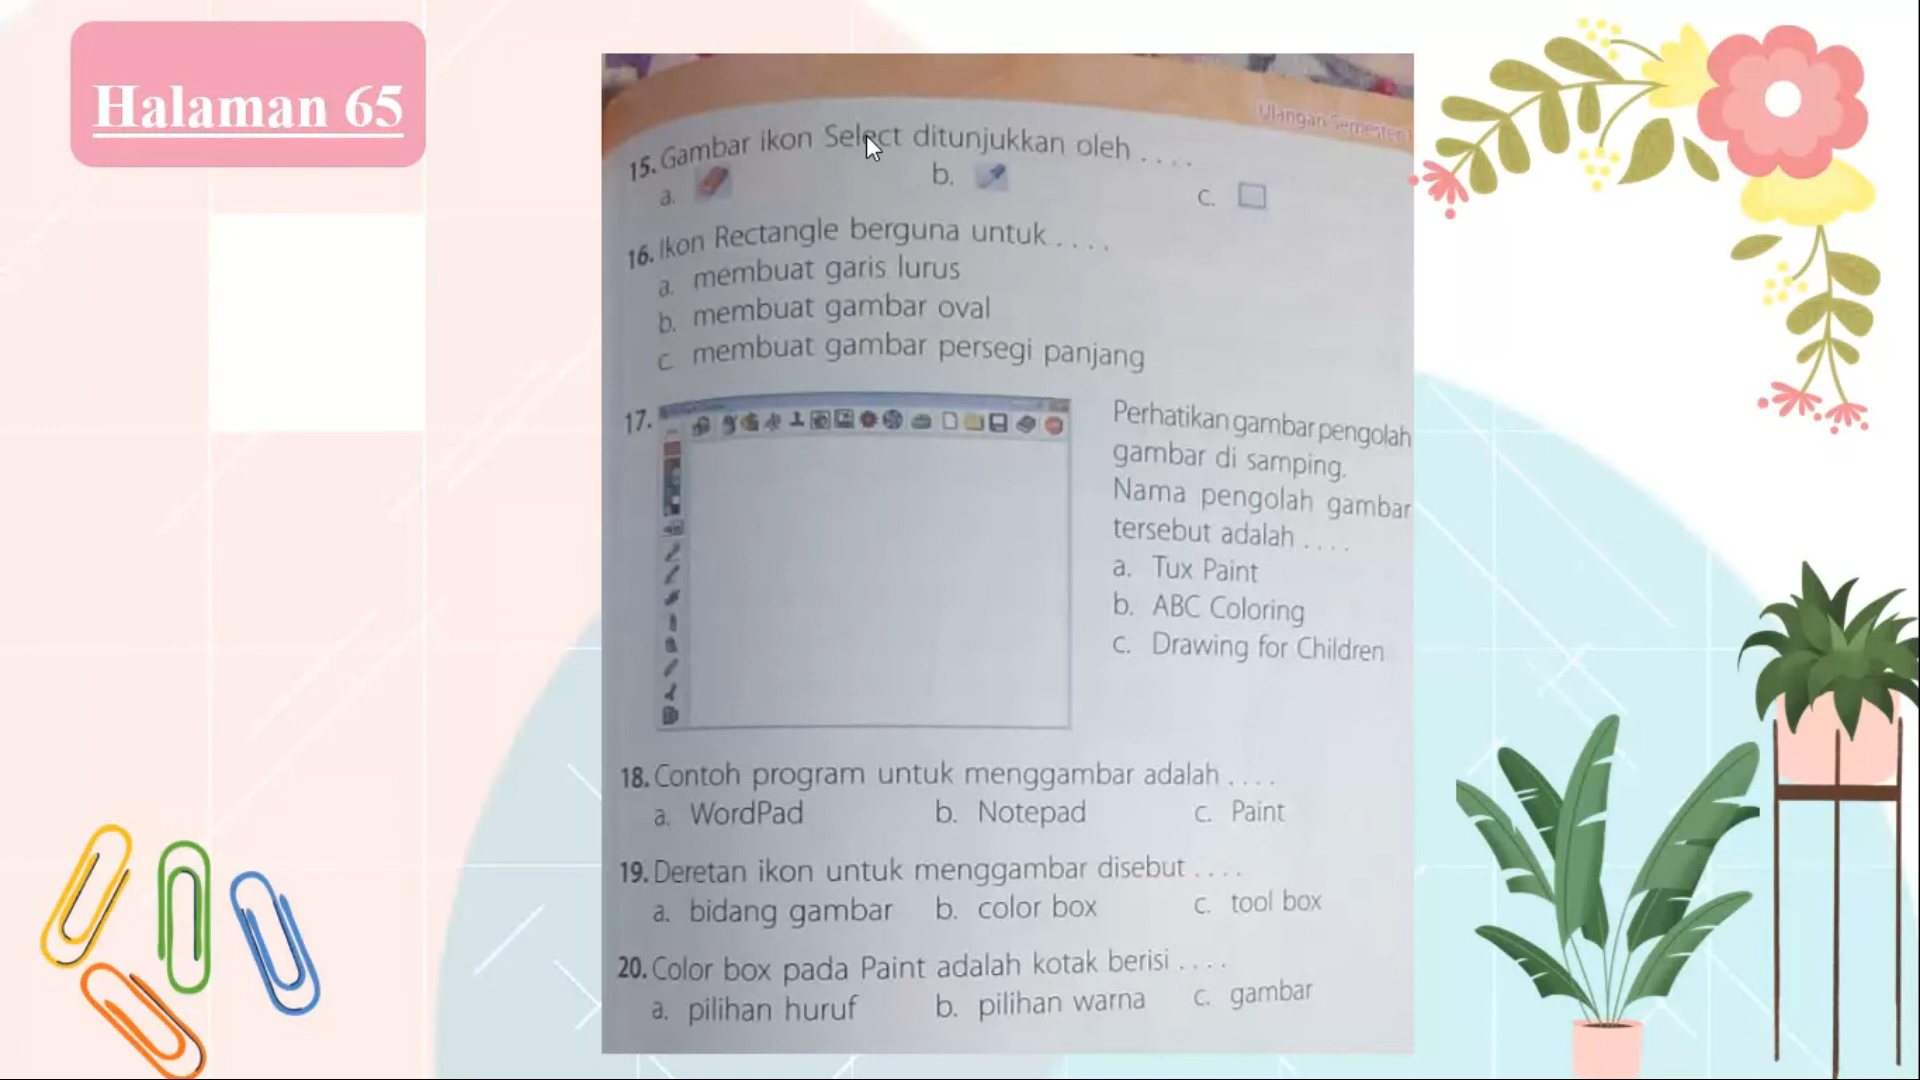 Halaman 65
Ulangan Semester 1
15. Gambar ikon Select ditunjukkan oleh . . . .
a. b. c.
16. Ikon Rectangle berguna untuk . . . .
a. membuat garis lurus
b. membuat gambar oval
c. membuat gambar persegi panjang
17. Perhatikan gambar pengolah
gambar di samping.
Nama pengolah gambar
tersebut adalah . . . .
a. Tux Paint
b. ABC Coloring
c. Drawing for Children
18. Contoh program untuk menggambar adalah . . . .
a. WordPad b. Notepad c. Paint
19. Deretan ikon untuk menggambar disebut . . . .
a. bidang gambar b. color box c. tool box
20. Color box pada Paint adalah kotak berisi . . . .
a. pilihan huruf b. pilihan warna c. gambar